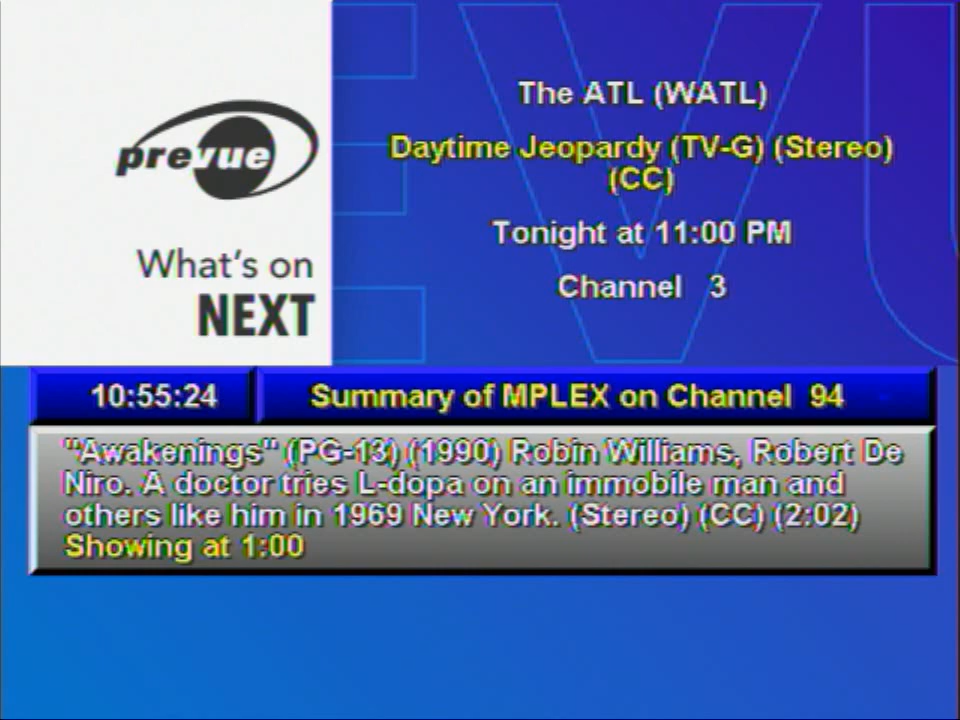 prevue
What's on
NEXT
The ATL (WATL)
Daytime Jeopardy (TV-G) (Stereo)
(CC)
Tonight at 11:00 PM
Channel 3
10:55:24
Summary of MPLEX on Channel 94
"Awakenings" (PG-13) (1990) Robin Williams, Robert De
Niro. A doctor tries L-dopa on an immobile man and
others like him in 1969 New York. (Stereo) (CC) (2:02)
Showing at 1:00